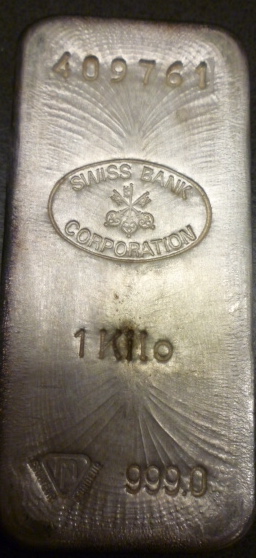 409761
SWISS BANK
CORPORATION
1 Kilo
999.0